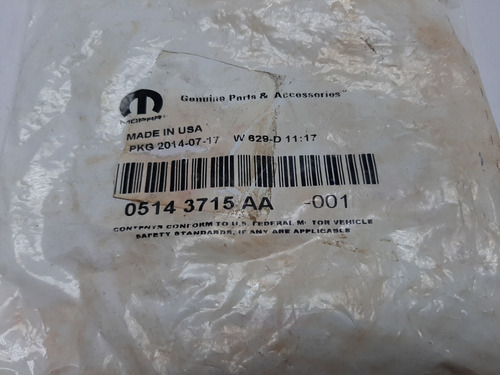 Genuine Parts & Accessories™
MOPAR
MADE IN USA
PKG 2014-07-17 W 629-D 11:17
0514 3715 AA -001
CONTENTS CONFORM TO U.S. FEDERAL MOTOR VEHICLE
SAFETY STANDARDS, IF ANY ARE APPLICABLE